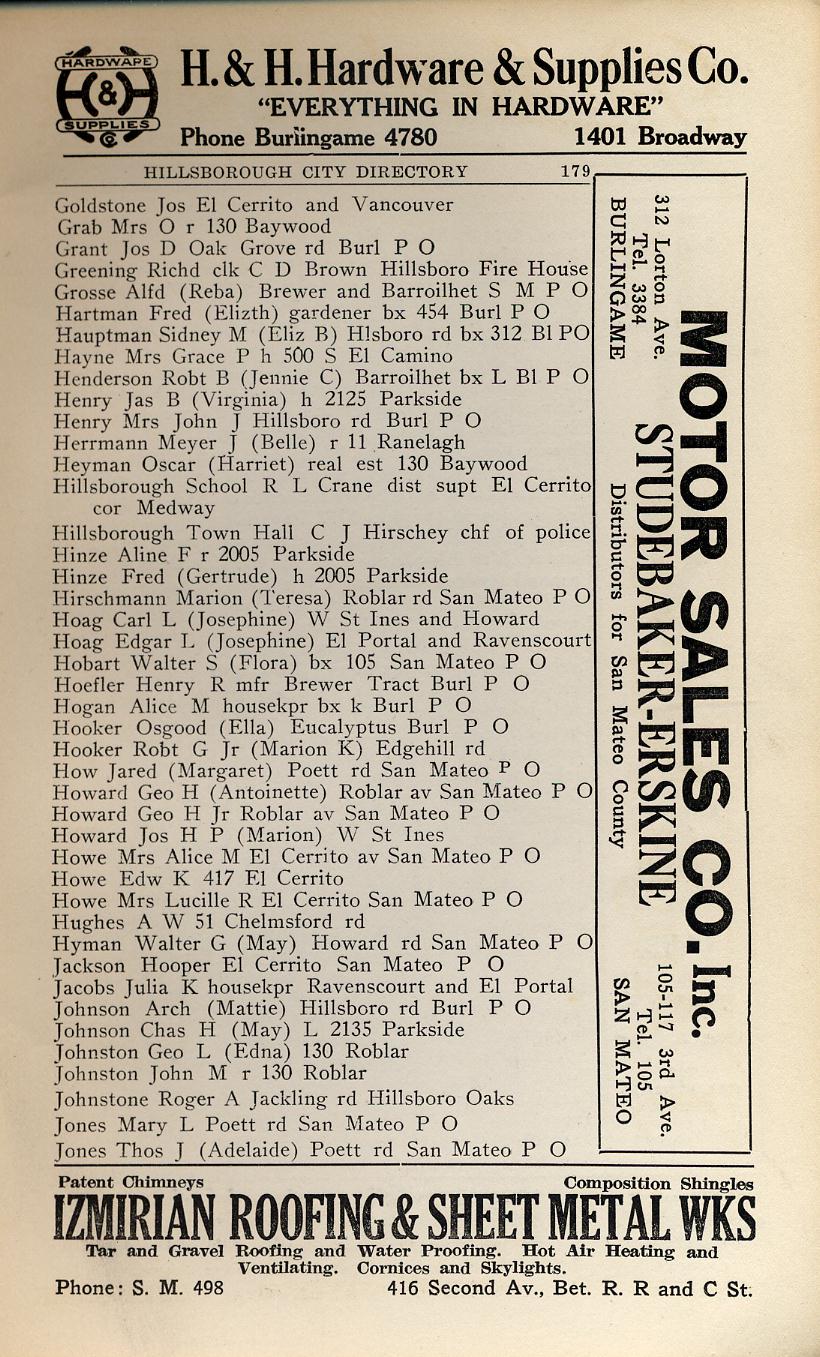 HARDWARE
H&H
SUPPLIES
Co
H. & H. Hardware & Supplies Co.
"EVERYTHING IN HARDWARE"
Phone Burlingame 4780 1401 Broadway
HILLSBOROUGH CITY DIRECTORY 179
Goldstone Jos El Cerrito and Vancouver
Grab Mrs O r 130 Baywood
Grant Jos D Oak Grove rd Burl P O
Greening Richd clk C D Brown Hillsboro Fire House
Grosse Alfd (Reba) Brewer and Barroilhet S M P O
Hartman Fred (Elizth) gardener bx 454 Burl P O
Hauptman Sidney M (Eliz B) Hlsboro rd bx 312 Bl PO
Hayne Mrs Grace P h 500 S El Camino
Henderson Robt B (Jennie C) Barroilhet bx L Bl P O
Henry Jas B (Virginia) h 2125 Parkside
Henry Mrs John J Hillsboro rd Burl P O
Herrmann Meyer J (Belle) r 11 Ranelagh
Heyman Oscar (Harriet) real est 130 Baywood
Hillsborough School R L Crane dist supt El Cerrito
cor Medway
Hillsborough Town Hall C J Hirschey chf of police
Hinze Aline F r 2005 Parkside
Hinze Fred (Gertrude) h 2005 Parkside
Hirschmann Marion (Teresa) Roblar rd San Mateo P O
Hoag Carl L (Josephine) W St Ines and Howard
Hoag Edgar L (Josephine) El Portal and Ravenscourt
Hobart Walter S (Flora) bx 105 San Mateo P O
Hoefler Henry R mfr Brewer Tract Burl P O
Hogan Alice M housekpr bx k Burl P O
Hooker Osgood (Ella) Eucalyptus Burl P O
Hooker Robt G Jr (Marion K) Edgehill rd
How Jared (Margaret) Poett rd San Mateo P O
Howard Geo H (Antoinette) Roblar av San Mateo P O
Howard Geo H Jr Roblar av San Mateo P O
Howard Jos H P (Marion) W St Ines
Howe Mrs Alice M El Cerrito av San Mateo P O
Howe Edw K 417 El Cerrito
Howe Mrs Lucille R El Cerrito San Mateo P O
Hughes A W 51 Chelmsford rd
Hyman Walter G (May) Howard rd San Mateo P O
Jackson Hooper El Cerrito San Mateo P O
Jacobs Julia K housekpr Ravenscourt and El Portal
Johnson Arch (Mattie) Hillsboro rd Burl P O
Johnson Chas H (May) L 2135 Parkside
Johnston Geo L (Edna) 130 Roblar
Johnston John M r 130 Roblar
Johnstone Roger A Jackling rd Hillsboro Oaks
Jones Mary L Poett rd San Mateo P O
Jones Thos J (Adelaide) Poett rd San Mateo P O
MOTOR SALES CO. Inc.
STUDEBAKER-ERSKINE
Distributors for San Mateo County
312 Lorton Ave.
Tel. 3384
BURLINGAME
105-117 3rd Ave.
Tel. 105
SAN MATEO
Patent Chimneys Composition Shingles
IZMIRIAN ROOFING & SHEET METAL WKS
Tar and Gravel Roofing and Water Proofing. Hot Air Heating and
Ventilating. Cornices and Skylights.
Phone: S. M. 498 416 Second Av., Bet. R. R and C St.